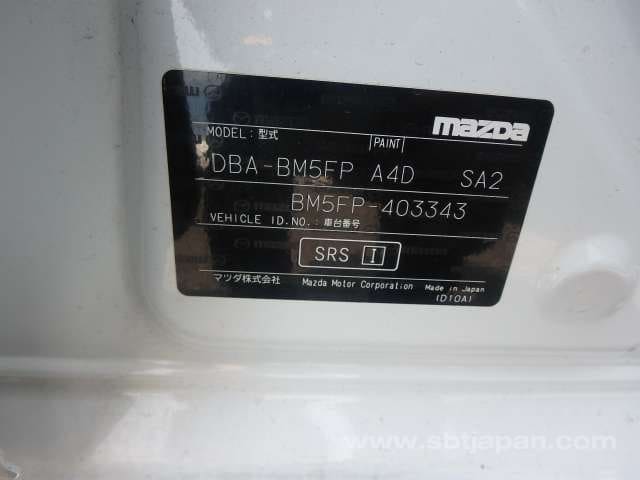 mazda
MODEL: 型式 PAINT
DBA-BM5FP A4D SA2
BM5FP-403343
VEHICLE ID.NO.: 車台番号
SRS I
マツダ株式会社 Mazda Motor Corporation Made in Japan
(D10A)
www.sbtjapan.com